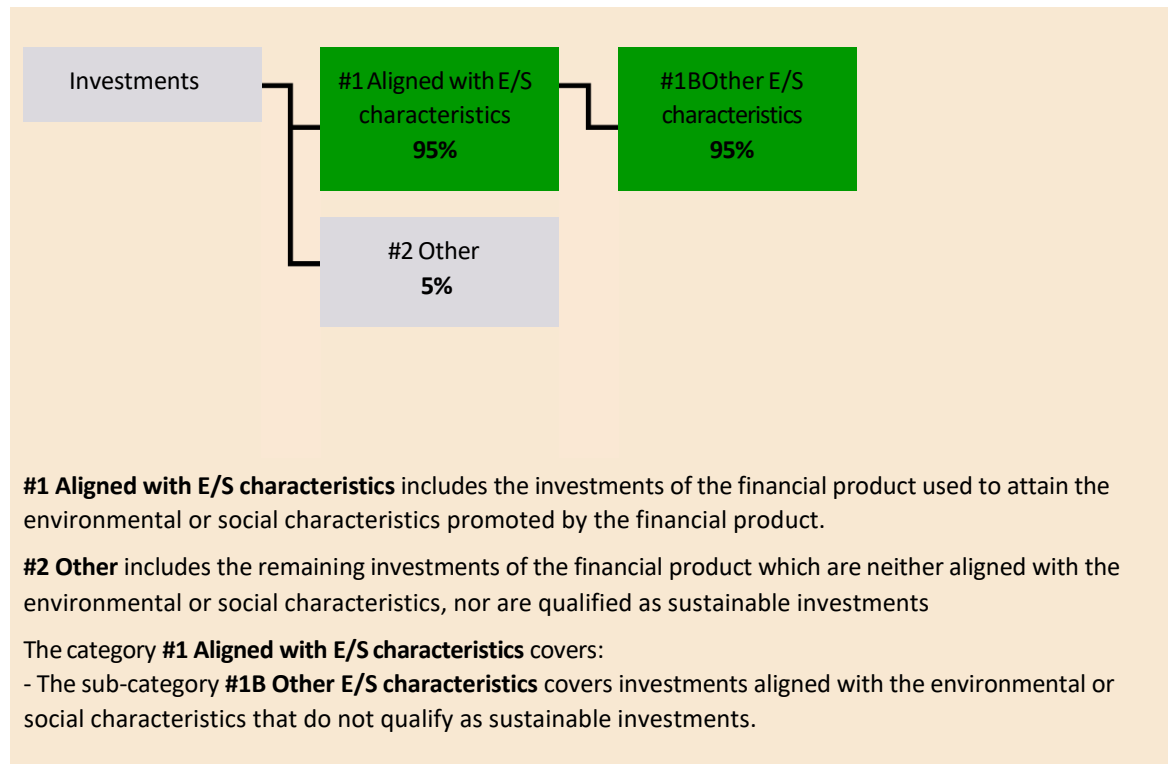 Investments
#1 Aligned with E/S
characteristics
95%
#1BOther E/S
characteristics
95%
#2 Other
5%
#1 Aligned with E/S characteristics includes the investments of the financial product used to attain the
environmental or social characteristics promoted by the financial product.
#2 Other includes the remaining investments of the financial product which are neither aligned with the
environmental or social characteristics, nor are qualified as sustainable investments
The category #1 Aligned with E/S characteristics covers:
- The sub-category #1B Other E/S characteristics covers investments aligned with the environmental or
social characteristics that do not qualify as sustainable investments.